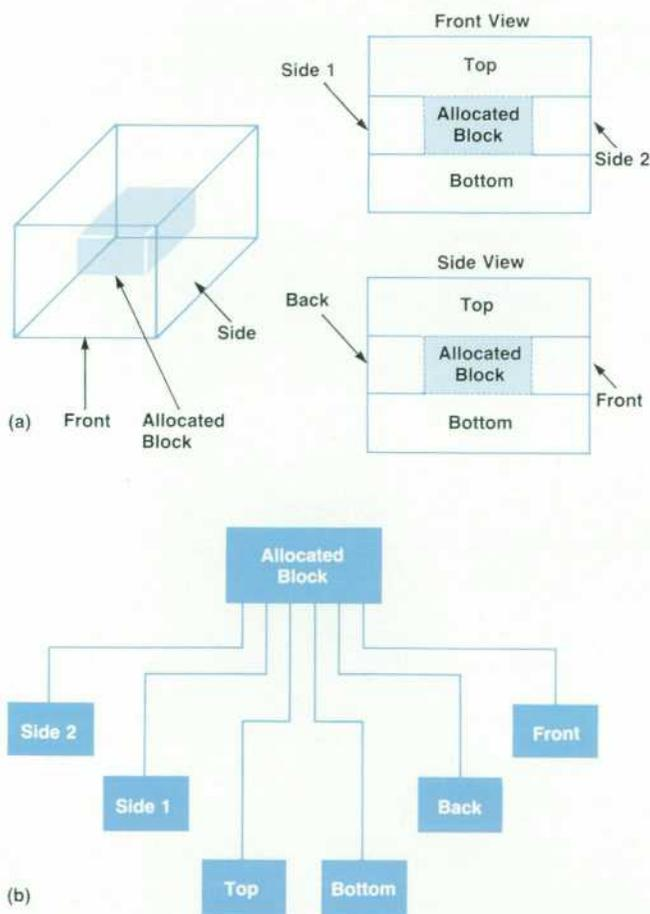 Front View
Side 1
Top
Allocated
Block
Side 2
Bottom
Side View
Back
Top
Allocated
Block
Front
Bottom
Side
(a)
Front
Allocated
Block
Allocated
Block
Side 2
Front
Side 1
Back
Top
Bottom
(b)